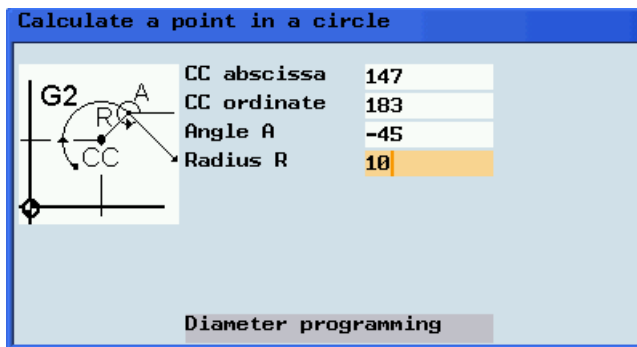 Calculate a point in a circle
G2
R
A
CC
CC abscissa 147
CC ordinate 183
Angle A -45
Radius R 10
Diameter programming